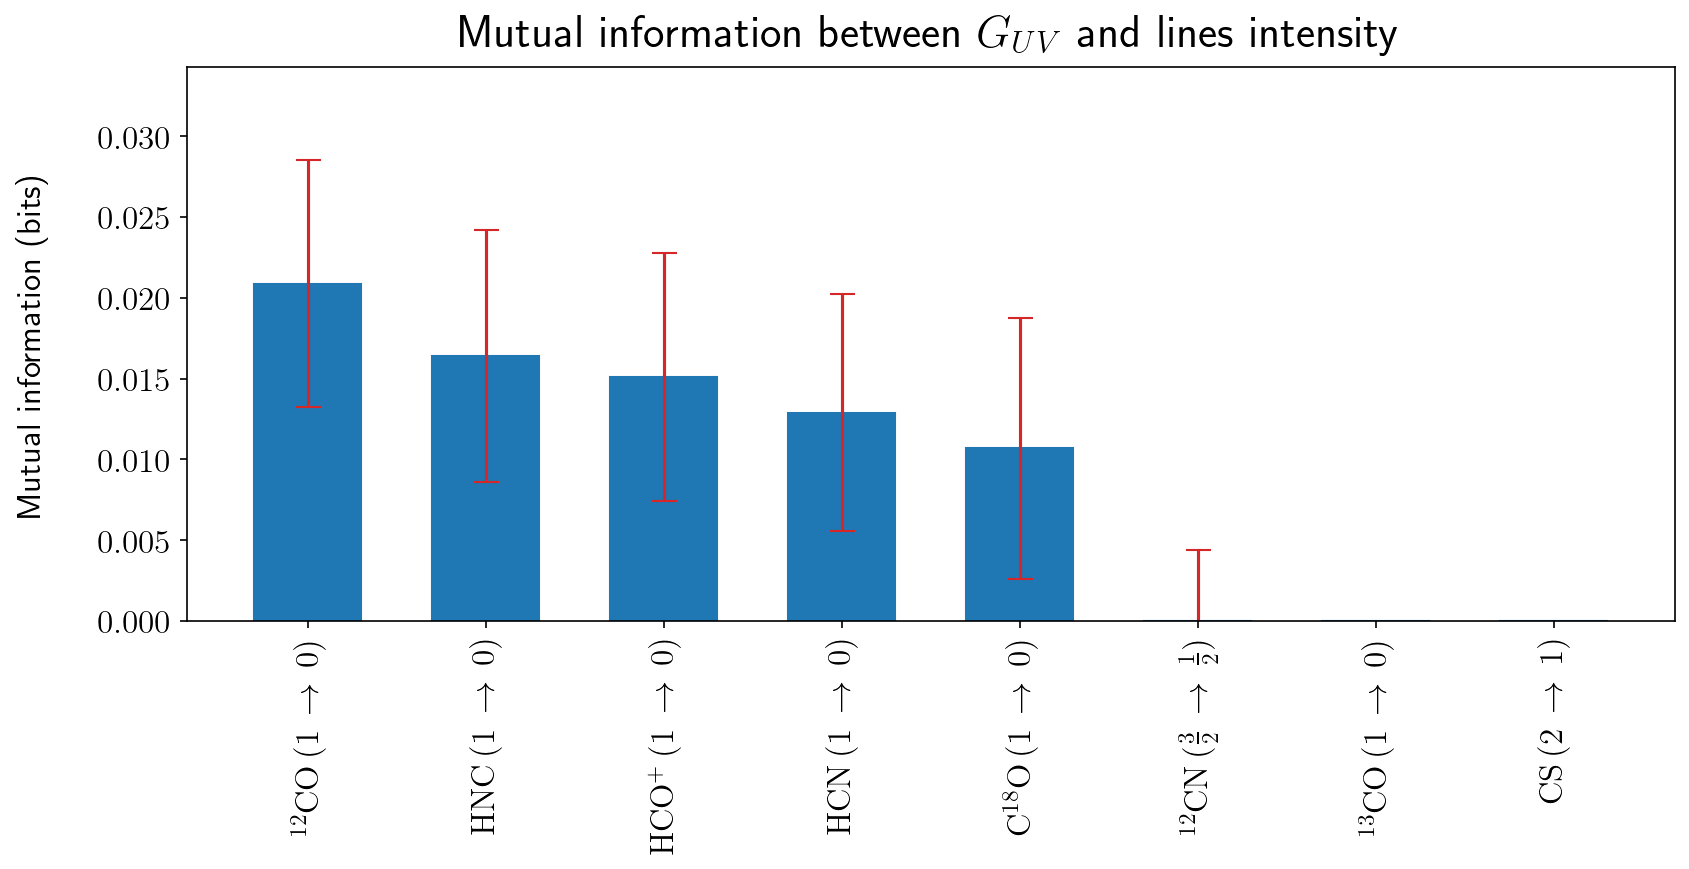 Mutual information between G_{UV} and lines intensity
Mutual information (bits)
0.030
0.025
0.020
0.015
0.010
0.005
0.000
¹²CO (1 → 0)
HNC (1 → 0)
HCO⁺ (1 → 0)
HCN (1 → 0)
C¹⁸O (1 → 0)
¹²CN (3/2 → 1/2)
¹³CO (1 → 0)
CS (2 → 1)